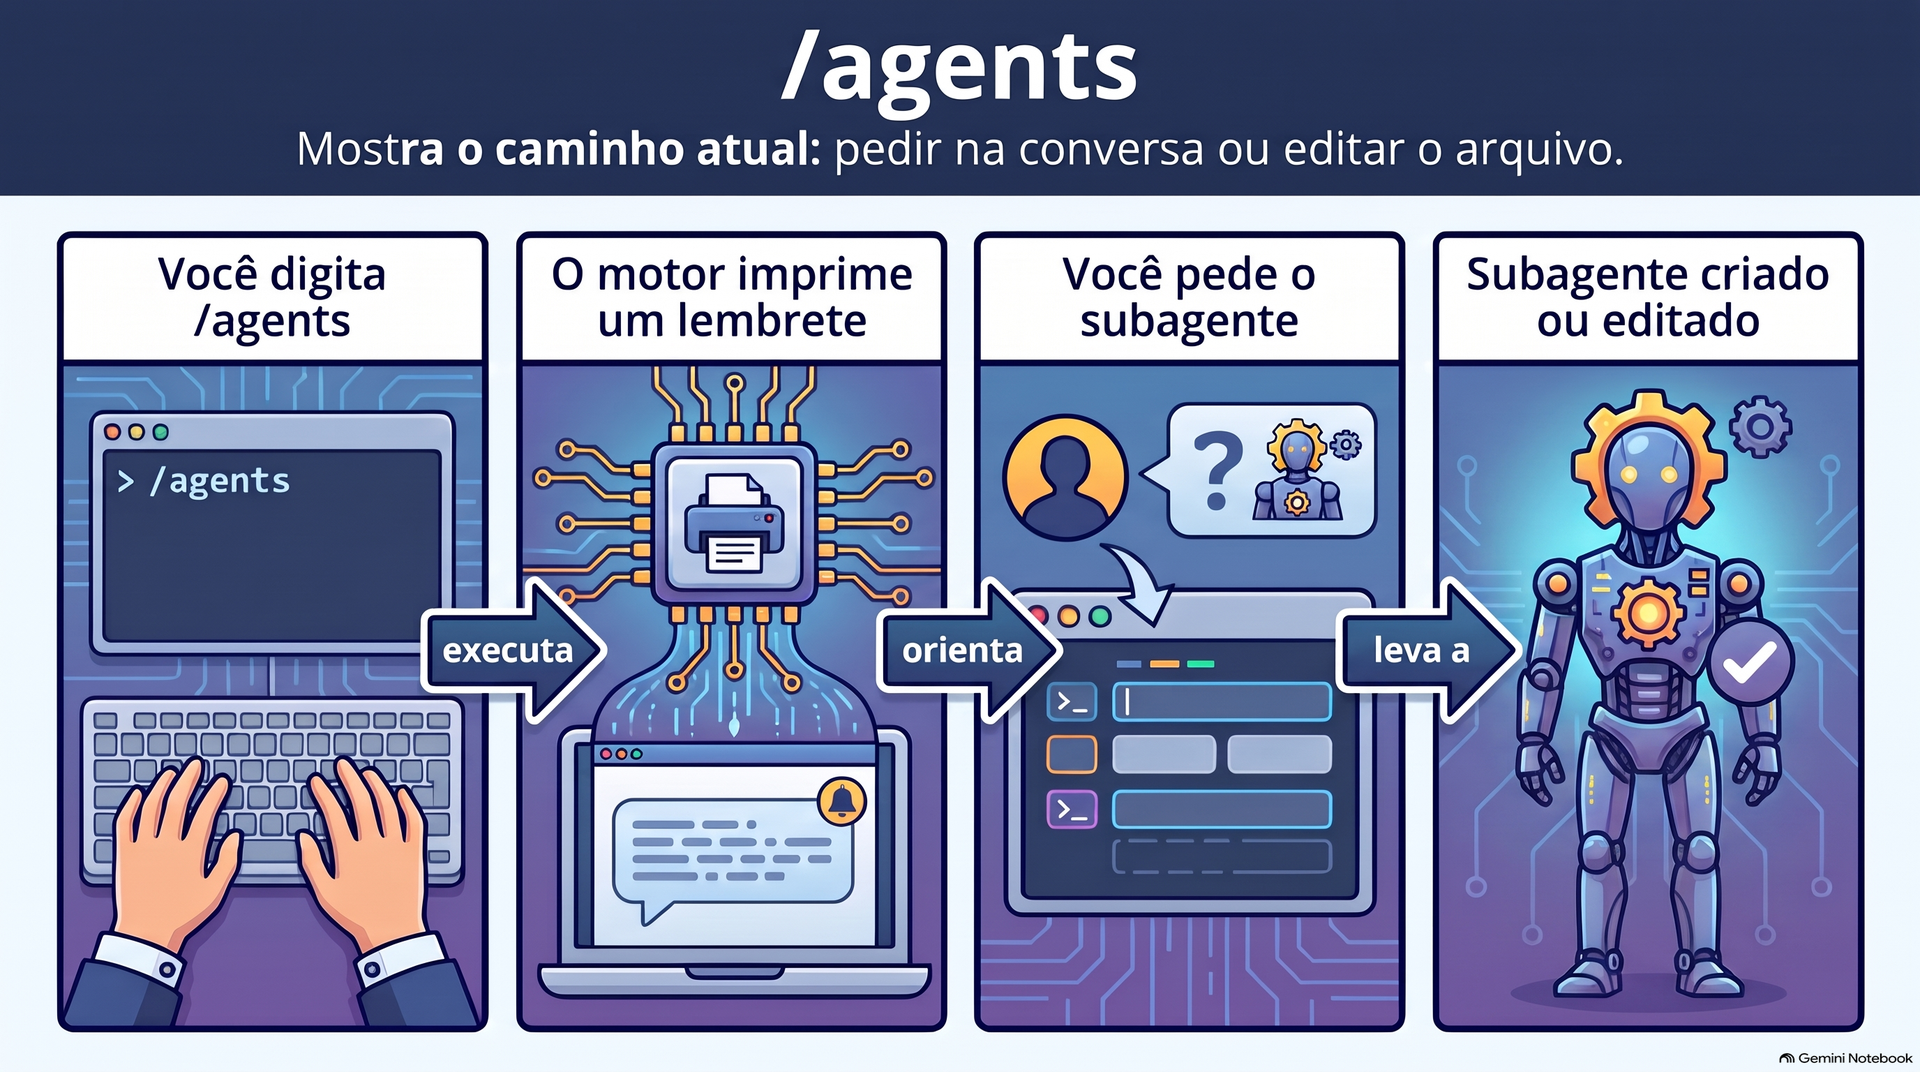 /agents
Mostra o caminho atual: pedir na conversa ou editar o arquivo.
Você digita
/agents
> /agents
executa
O motor imprime
um lembrete
orienta
Você pede o
subagente
?
>_
>_
leva a
Subagente criado
ou editado
Gemini Notebook